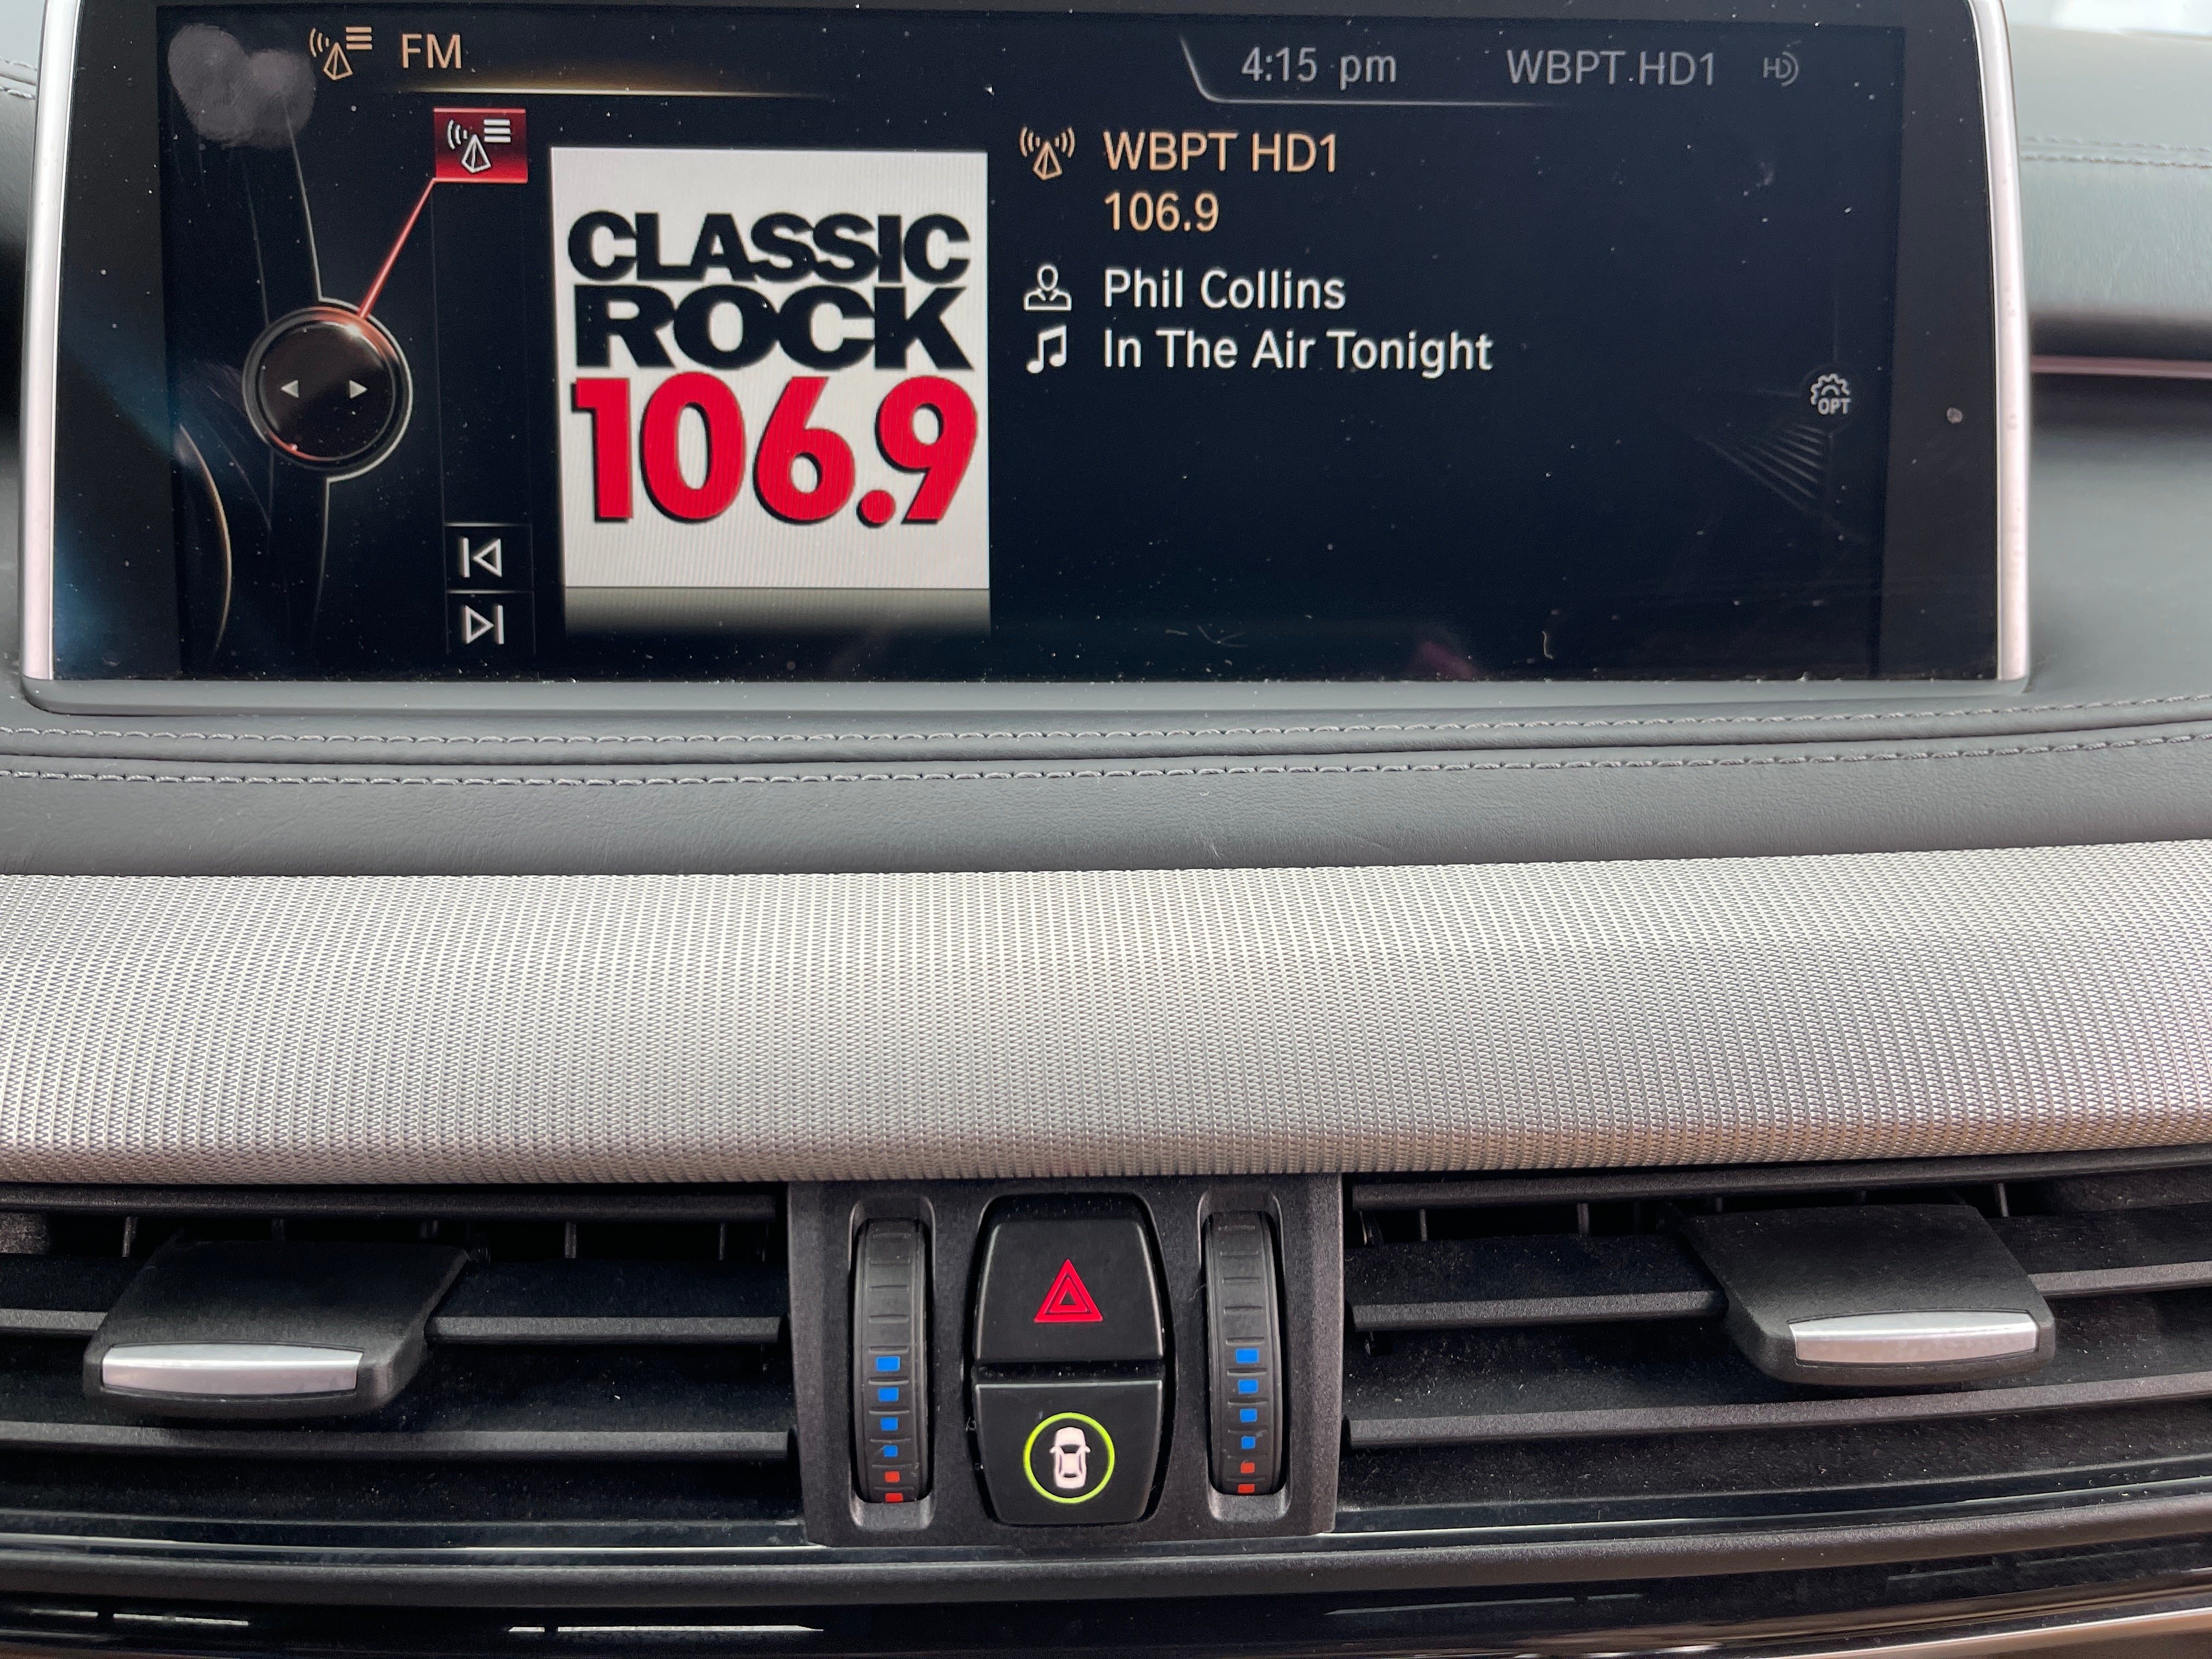 FM
4:15 pm
WBPT HD1
HD
CLASSIC
ROCK
106.9
WBPT HD1
106.9
Phil Collins
In The Air Tonight
OPT